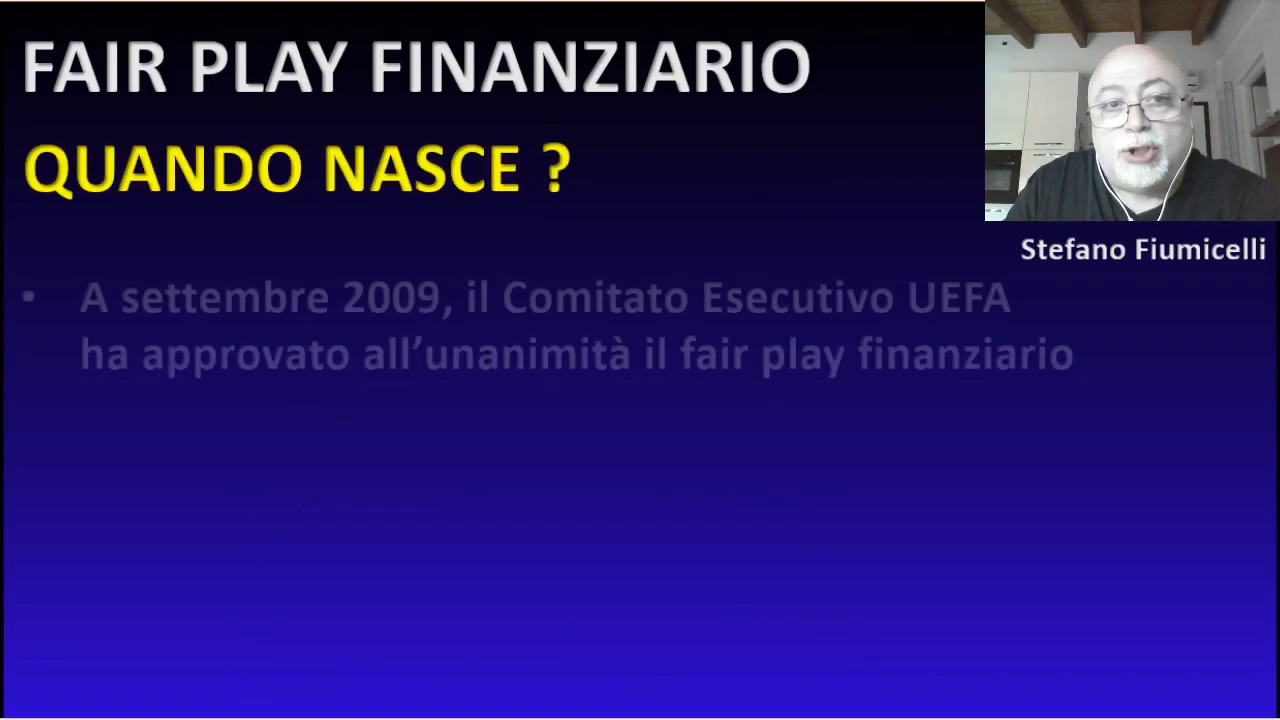 FAIR PLAY FINANZIARIO
QUANDO NASCE ?
Stefano Fiumicelli
• A settembre 2009, il Comitato Esecutivo UEFA
ha approvato all’unanimità il fair play finanziario